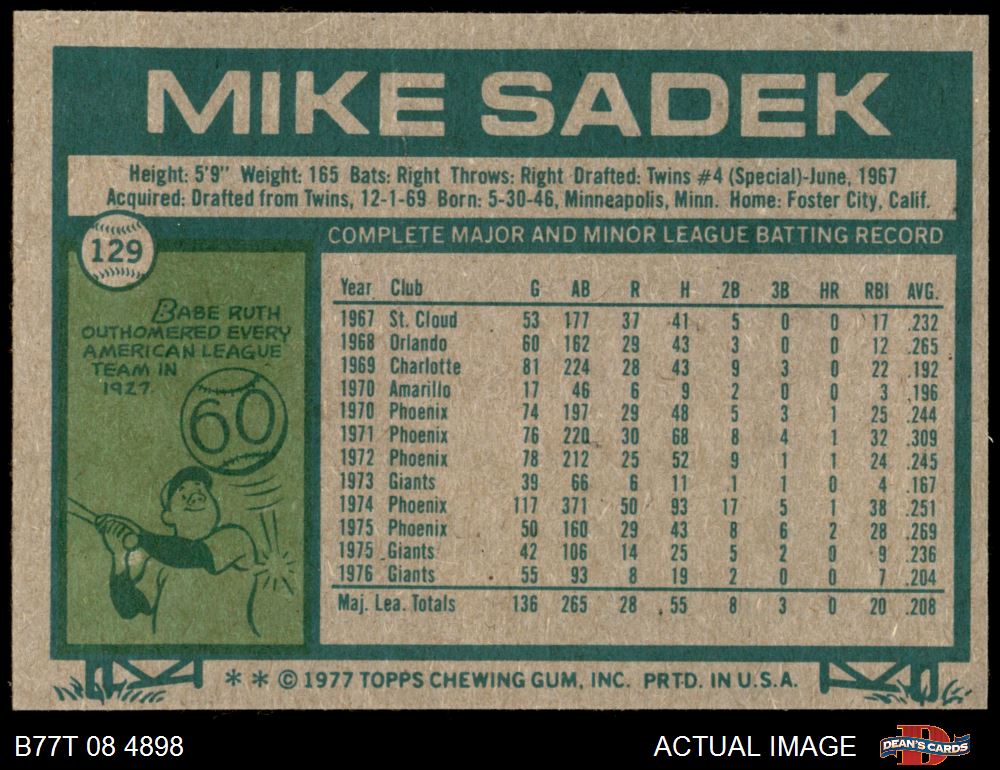 MIKE SADEK
Height: 5'9" Weight: 165 Bats: Right Throws: Right Drafted: Twins #4 (Special)-June, 1967
Acquired: Drafted from Twins, 12-1-69 Born: 5-30-46, Minneapolis, Minn. Home: Foster City, Calif.
129
COMPLETE MAJOR AND MINOR LEAGUE BATTING RECORD
BABE RUTH
OUTHOMERED EVERY
AMERICAN LEAGUE
TEAM IN
1927.
60
Year Club G AB R H 2B 3B HR RBI AVG.
1967 St. Cloud 53 177 37 41 5 0 0 17 .232
1968 Orlando 60 162 29 43 3 0 0 12 .265
1969 Charlotte 81 224 28 43 9 3 0 22 .192
1970 Amarillo 17 46 6 9 2 0 0 3 .196
1970 Phoenix 74 197 29 48 5 3 1 25 .244
1971 Phoenix 76 220 30 68 8 4 1 32 .309
1972 Phoenix 78 212 25 52 9 1 1 24 .245
1973 Giants 39 66 6 11 1 1 0 4 .167
1974 Phoenix 117 371 50 93 17 5 1 38 .251
1975 Phoenix 50 160 29 43 8 6 2 28 .269
1975 Giants 42 106 14 25 5 2 0 9 .236
1976 Giants 55 93 8 19 2 0 0 7 .204
Maj. Lea. Totals 136 265 28 55 8 3 0 20 .208
* * © 1977 TOPPS CHEWING GUM, INC. PRTD. IN U.S.A.
B77T 08 4898
ACTUAL IMAGE
D
DEAN'S CARDS